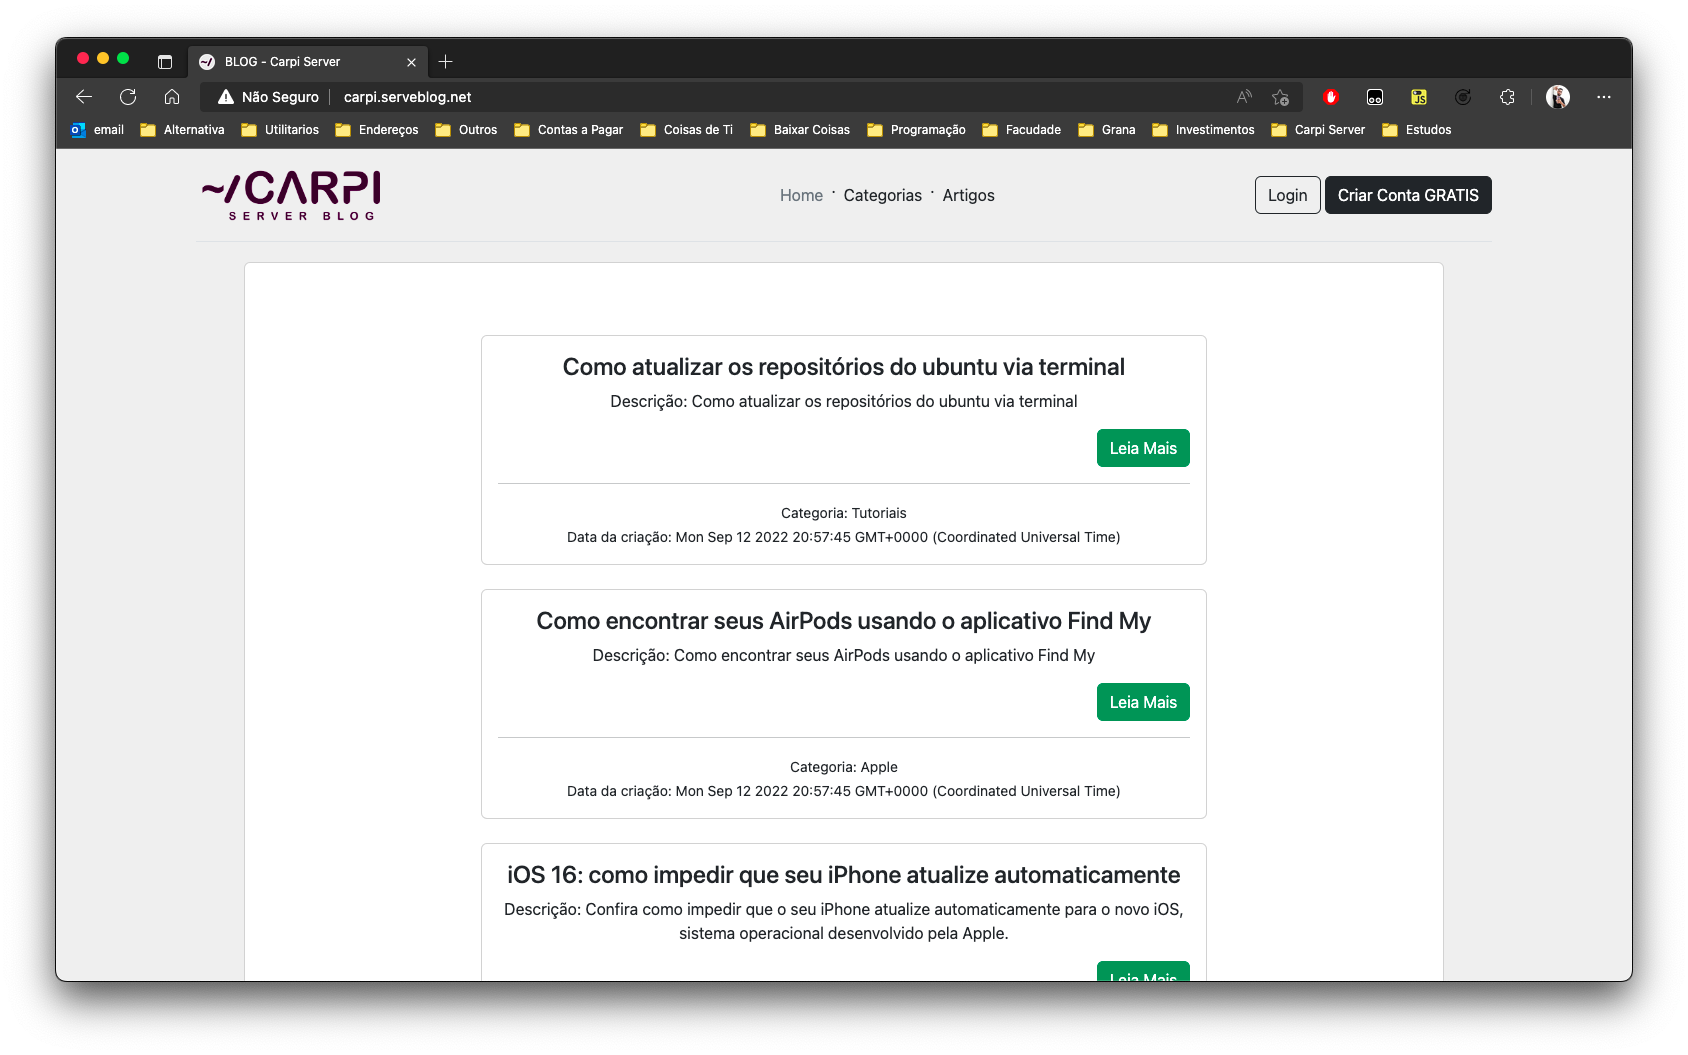 BLOG - Carpi Server
Não Seguro
carpi.serveblog.net
email Alternativa Utilitarios Endereços Outros Contas a Pagar Coisas de Ti Baixar Coisas Programação Facudade Grana Investimentos Carpi Server Estudos
~/CARPI
SERVER BLOG
Home · Categorias · Artigos
Login
Criar Conta GRATIS
Como atualizar os repositórios do ubuntu via terminal
Descrição: Como atualizar os repositórios do ubuntu via terminal
Leia Mais
Categoria: Tutoriais
Data da criação: Mon Sep 12 2022 20:57:45 GMT+0000 (Coordinated Universal Time)
Como encontrar seus AirPods usando o aplicativo Find My
Descrição: Como encontrar seus AirPods usando o aplicativo Find My
Leia Mais
Categoria: Apple
Data da criação: Mon Sep 12 2022 20:57:45 GMT+0000 (Coordinated Universal Time)
iOS 16: como impedir que seu iPhone atualize automaticamente
Descrição: Confira como impedir que o seu iPhone atualize automaticamente para o novo iOS,
sistema operacional desenvolvido pela Apple.
Leia Mais